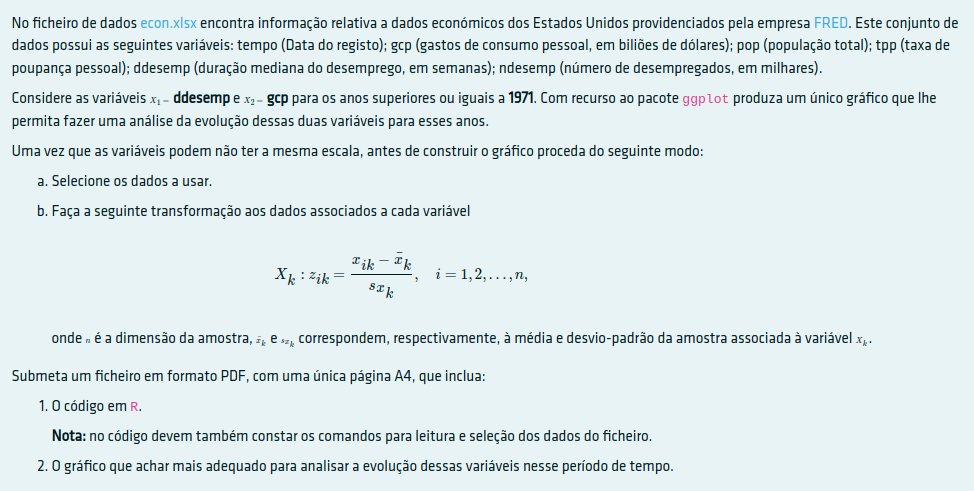 No ficheiro de dados econ.xlsx encontra informação relativa a dados económicos dos Estados Unidos providenciados pela empresa FRED. Este conjunto de
dados possui as seguintes variáveis: tempo (Data do registo); gcp (gastos de consumo pessoal, em biliões de dólares); pop (população total); tpp (taxa de
poupança pessoal); ddesemp (duração mediana do desemprego, em semanas); ndesemp (número de desempregados, em milhares).
Considere as variáveis X₁ – ddesemp e X₂ – gcp para os anos superiores ou iguais a 1971. Com recurso ao pacote ggplot produza um único gráfico que lhe
permita fazer uma análise da evolução dessas duas variáveis para esses anos.
Uma vez que as variáveis podem não ter a mesma escala, antes de construir o gráfico proceda do seguinte modo:
a. Selecione os dados a usar.
b. Faça a seguinte transformação aos dados associados a cada variável
X_k : z_{ik} = \frac{x_{ik} - \bar{x}_k}{s_{x_k}}, i = 1, 2, …, n,
onde n é a dimensão da amostra, x̄_k e s_{x_k} correspondem, respectivamente, à média e desvio-padrão da amostra associada à variável X_k.
Submeta um ficheiro em formato PDF, com uma única página A4, que inclua:
1. O código em R.
Nota: no código devem também constar os comandos para leitura e seleção dos dados do ficheiro.
2. O gráfico que achar mais adequado para analisar a evolução dessas variáveis nesse período de tempo.